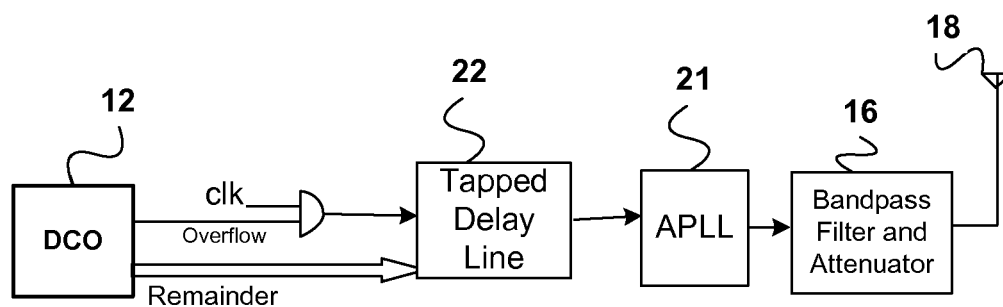 18
22
21
12
16
clk
Tapped
Delay
Line
DCO
Overflow
APLL
Bandpass
Filter and
Attenuator
Remainder